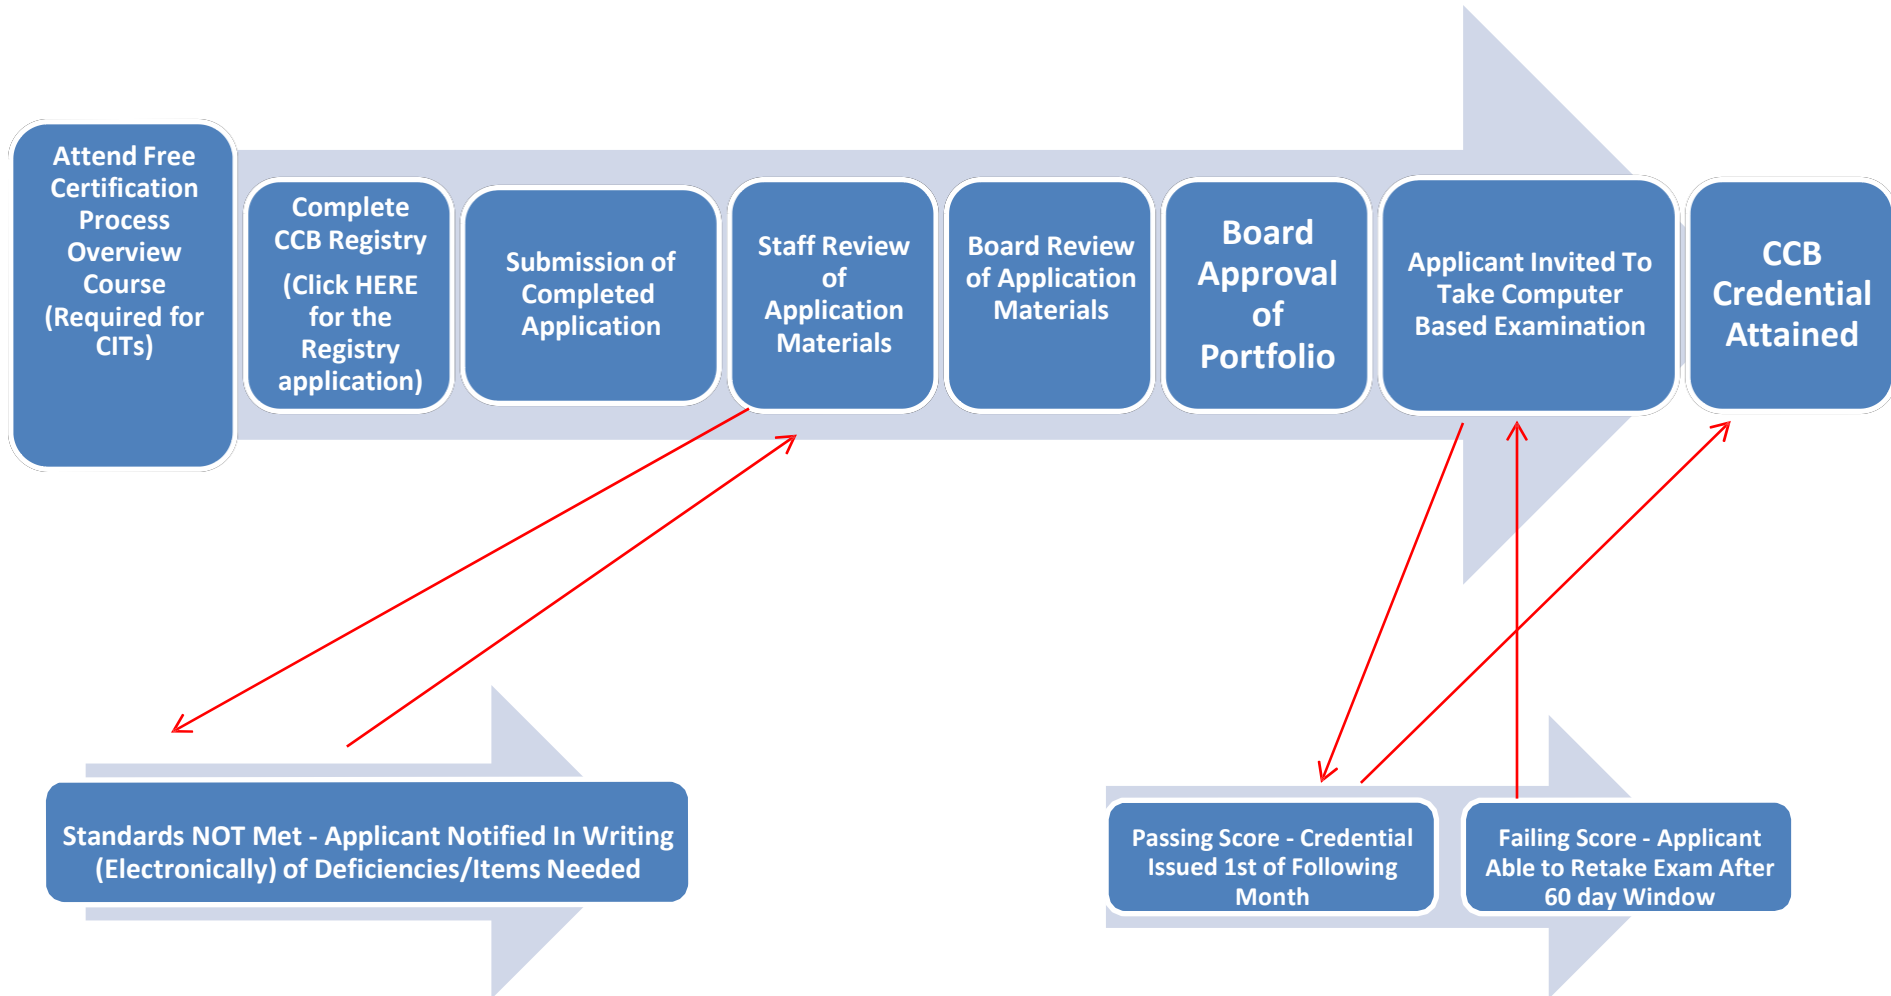 Attend Free
Certification
Process
Overview
Course
(Required for
CITs)
Complete
CCB Registry
(Click HERE
for the
Registry
application)
Submission of
Completed
Application
Staff Review
of
Application
Materials
Board Review
of Application
Materials
Board
Approval
of
Portfolio
Applicant Invited To
Take Computer
Based Examination
CCB
Credential
Attained
Standards NOT Met - Applicant Notified In Writing
(Electronically) of Deficiencies/Items Needed
Passing Score - Credential
Issued 1st of Following
Month
Failing Score - Applicant
Able to Retake Exam After
60 day Window